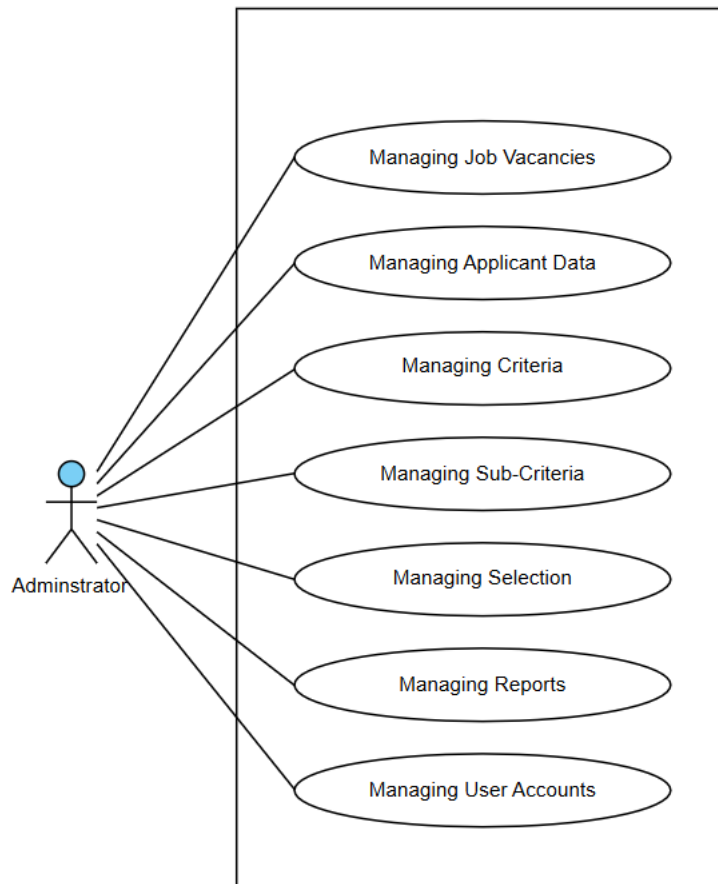 Managing Job Vacancies
Managing Applicant Data
Managing Criteria
Managing Sub-Criteria
Adminstrator
Managing Selection
Managing Reports
Managing User Accounts